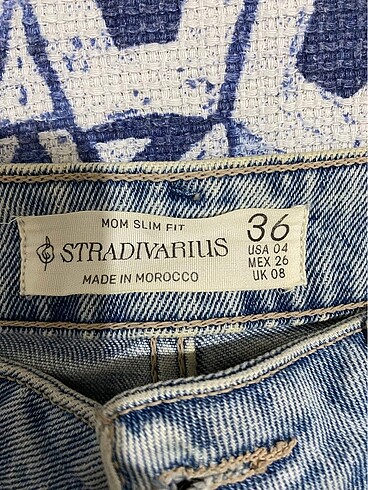 MOM SLIM FIT
STRADIVARIUS
MADE IN MOROCCO
36
USA 04
MEX 26
UK 08